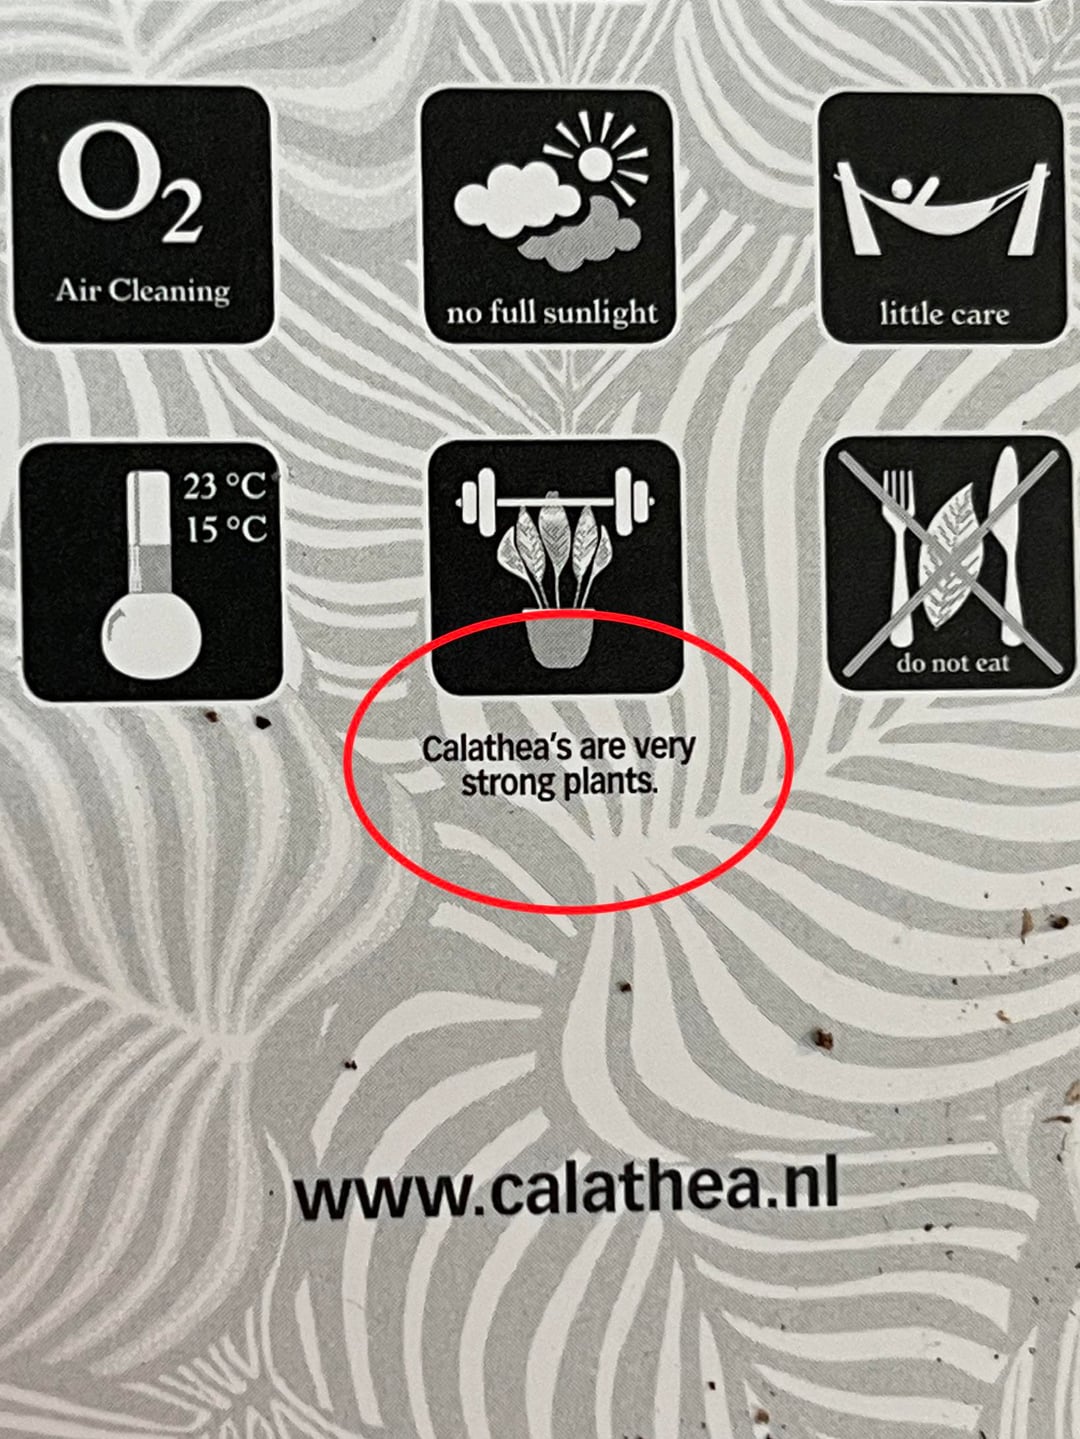 O2
Air Cleaning
no full sunlight
little care
23 °C
15 °C
do not eat
Calathea's are very
strong plants.
www.calathea.nl